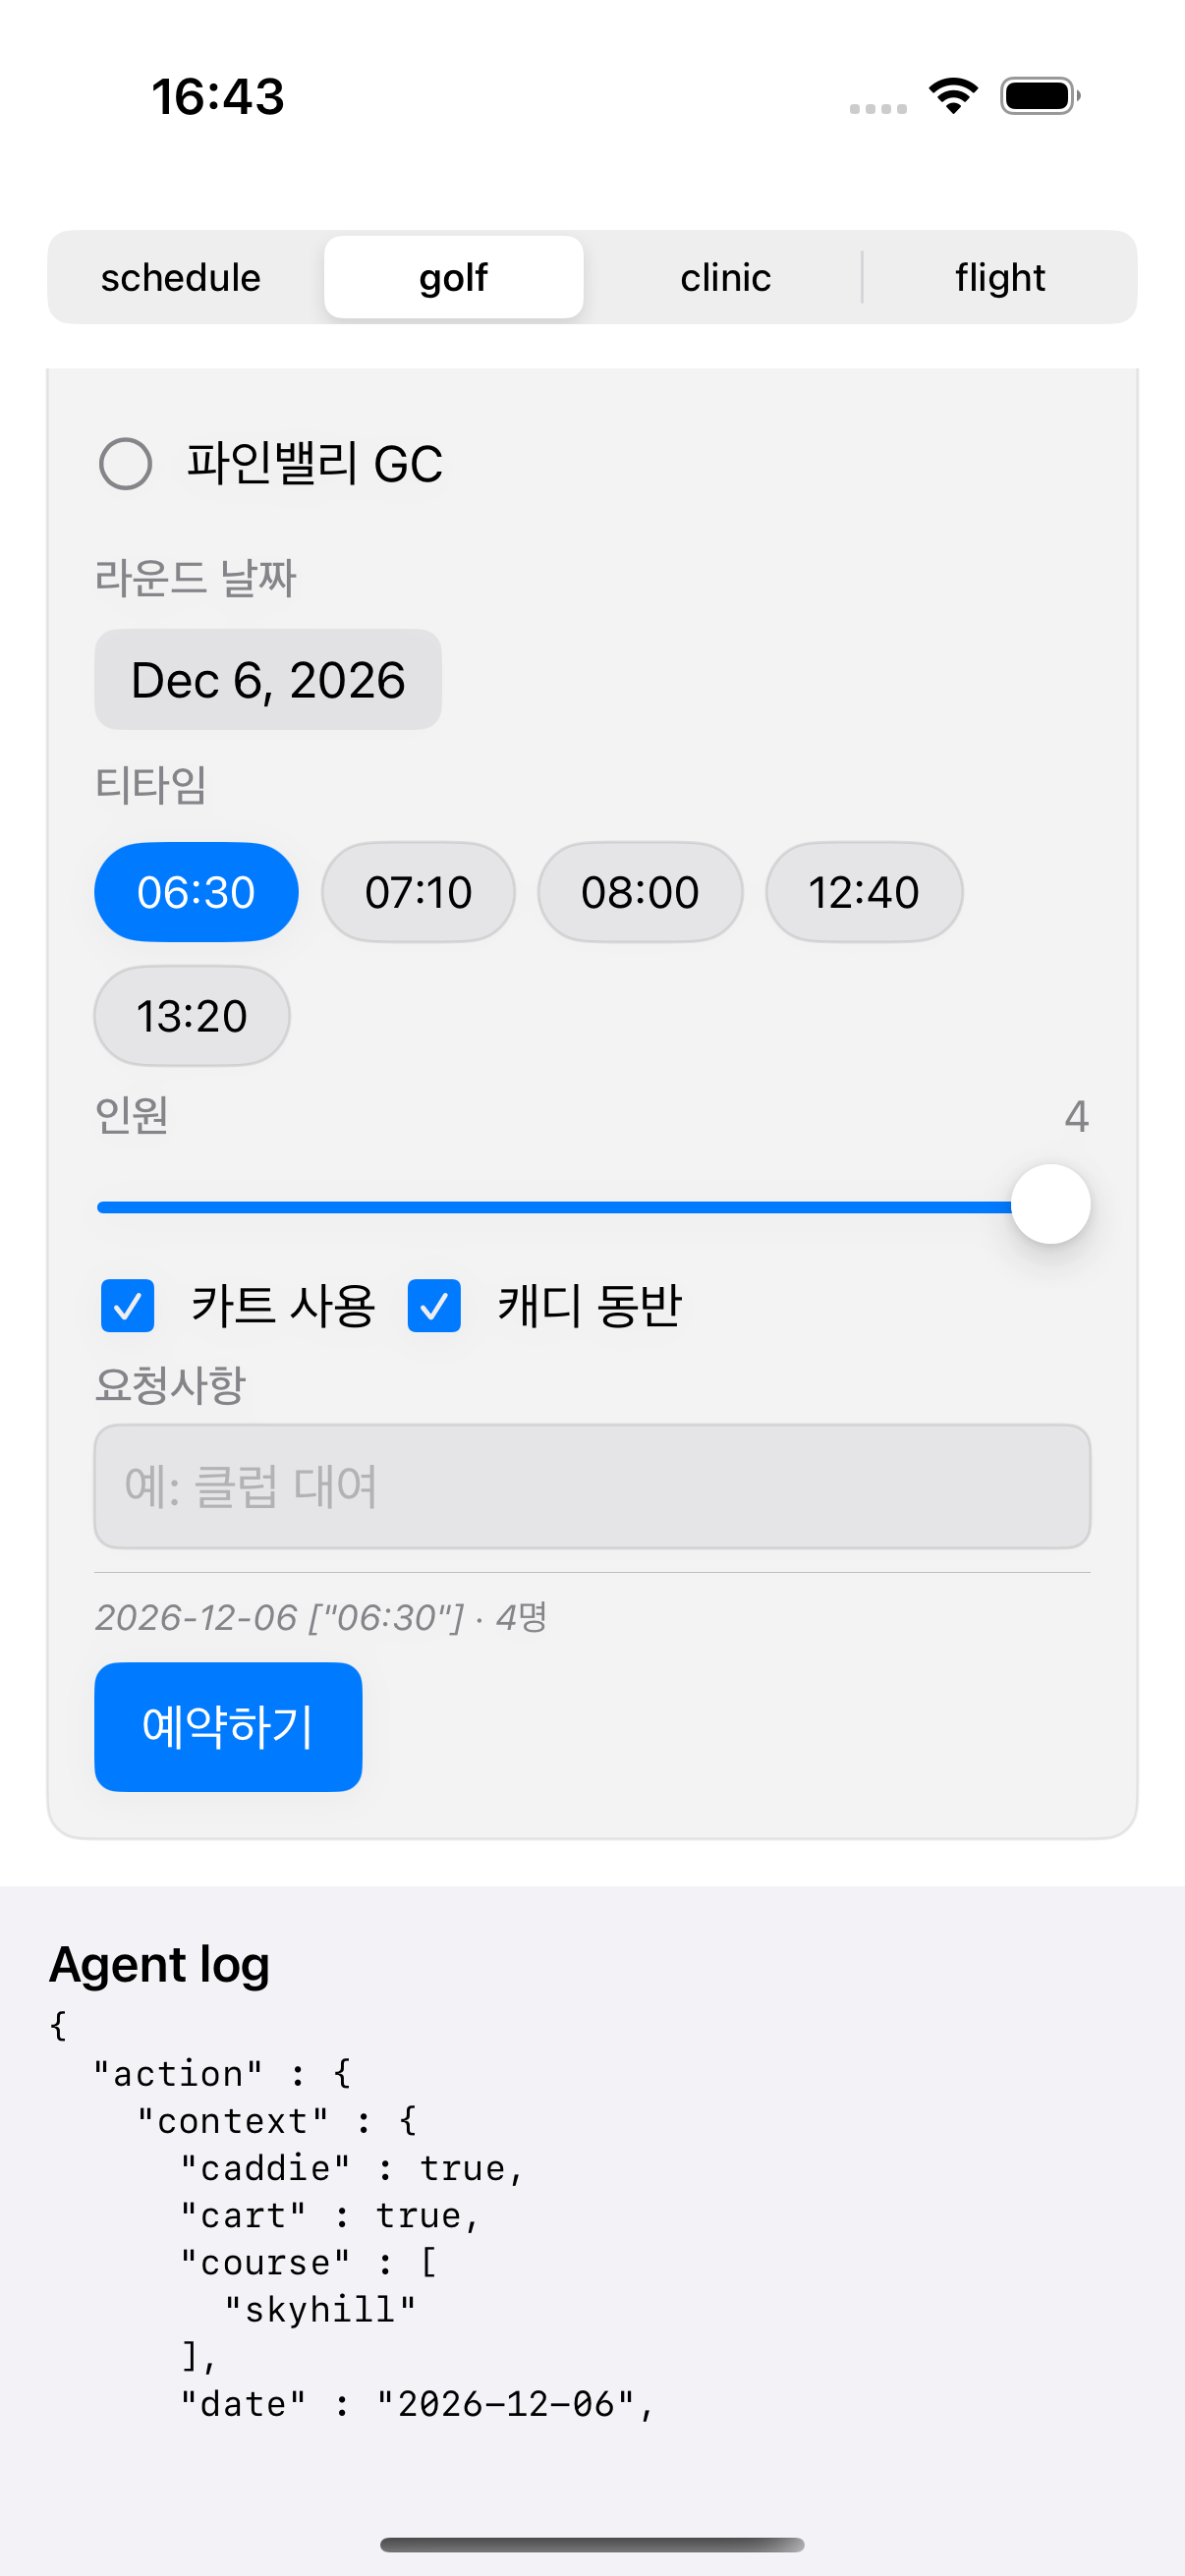 16:43
schedule golf clinic flight
파인밸리 GC
라운드 날짜
Dec 6, 2026
티타임
06:30 07:10 08:00 12:40
13:20
인원 4
카트 사용 캐디 동반
요청사항
예: 클럽 대여
2026-12-06 ["06:30"] · 4명
예약하기
Agent log
{
  "action" : {
    "context" : {
      "caddie" : true,
      "cart" : true,
      "course" : [
        "skyhill"
      ],
      "date" : "2026-12-06",